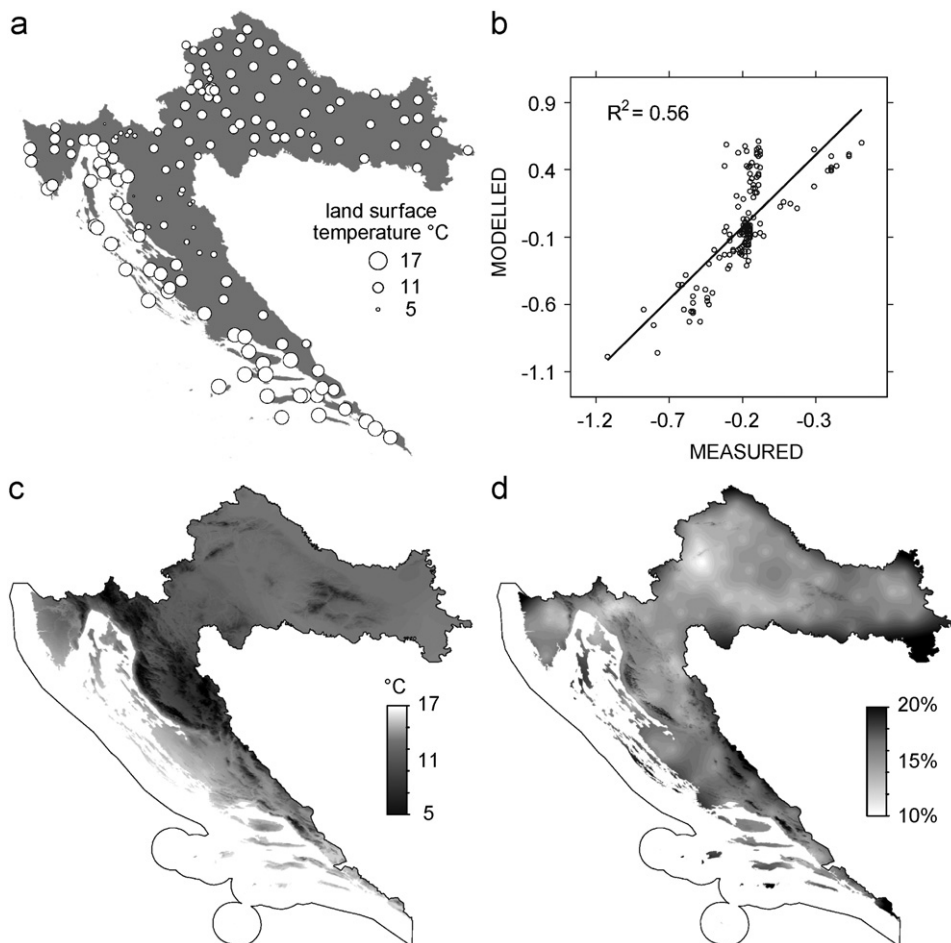 a
land surface
temperature °C
17
11
5
b
R² = 0.56
0.9
0.4
-0.1
-0.6
-1.1
MODELLED
-1.2 -0.7 -0.2 -0.3
MEASURED
c
°C
17
11
5
d
20%
15%
10%